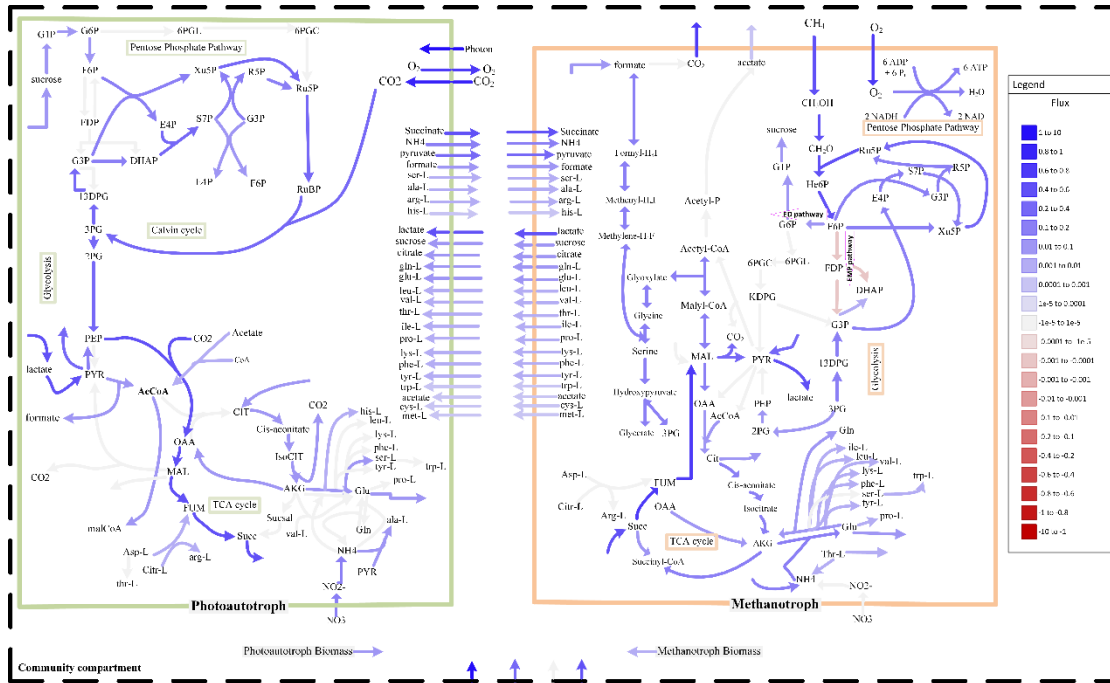 G1P
G6P
6PGL
6PGC
Pentose Phosphate Pathway
sucrose
F6P
Xu5P
R5P
Ru5P
FDP
E4P
S7P
G3P
G3P
DHAP
E4P
F6P
RuBP
13DPG
3PG
2PG
Calvin cycle
Glycolysis
PEP
CO2
Acetate
CoA
lactate
PYR
AcCoA
formate
CIT
CO2
his-L
leu-L
Cis-aconitate
lys-L
phe-L
OAA
IsoCIT
ser-L
tyr-L
trp-L
CO2
MAL
AKG
Glu
pro-L
FUM
TCA cycle
Sucsal
Gln
ala-L
malCoA
val-L
Succ
Asp-L
Citr-L
arg-L
NH4
PYR
thr-L
NO2-
Photoautotroph
NO3
Photon
O2
O2
CO2
CO2
Succinate
NH4
pyruvate
formate
ser-L
ala-L
arg-L
his-L
lactate
sucrose
citrate
gln-L
glu-L
leu-L
val-L
thr-L
ile-L
pro-L
lys-L
phe-L
tyr-L
trp-L
acetate
cys-L
met-L
Succinate
NH4
pyruvate
formate
ser-L
ala-L
arg-L
his-L
lactate
sucrose
citrate
gln-L
glu-L
leu-L
val-L
thr-L
ile-L
pro-L
lys-L
phe-L
tyr-L
trp-L
acetate
cys-L
met-L
formate
CO2
acetate
CH4
O2
6 ADP
+ 6 Pi
6 ATP
O2
H2O
CH3OH
2 NADH
2 NAD
Pentose Phosphate Pathway
sucrose
CH2O
Ru5P
G1P
He6P
S7P
R5P
E4P
G3P
ED pathway
G6P
F6P
Xu5P
Acetyl-P
Methylene-H4F
Acetyl-CoA
6PGC
6PGL
FDP
EMP pathway
Glyoxylate
DHAP
Malyl-CoA
KDPG
Glycine
G3P
Serine
CO2
MAL
PYR
13DPG
Glycolysis
Hydroxypyruvate
lactate
OAA
AcCoA
PEP
3PG
Glycerate
3PG
2PG
Gln
Cit
ile-L
leu-L
val-L
Asp-L
FUM
lys-L
Cis-aconitate
phe-L
trp-L
Citr-L
OAA
ser-L
Isocitrate
tyr-L
Arg-L
pro-L
Succ
Glu
TCA cycle
AKG
Succinyl-CoA
Thr-L
NH4
NO2-
Methanotroph
NO3
Photoautotroph Biomass
Methanotroph Biomass
Community compartment
Legend
Flux
1 to 10
0.8 to 1
0.6 to 0.8
0.4 to 0.6
0.2 to 0.4
0.1 to 0.2
0.01 to 0.1
0.001 to 0.01
0.0001 to 0.001
1e-5 to 0.0001
-1e-5 to 1e-5
-0.0001 to -1e-5
-0.001 to -0.0001
-0.01 to -0.001
-0.1 to -0.01
-0.2 to -0.1
-0.4 to -0.2
-0.6 to -0.4
-0.8 to -0.6
-1 to -0.8
-10 to -1